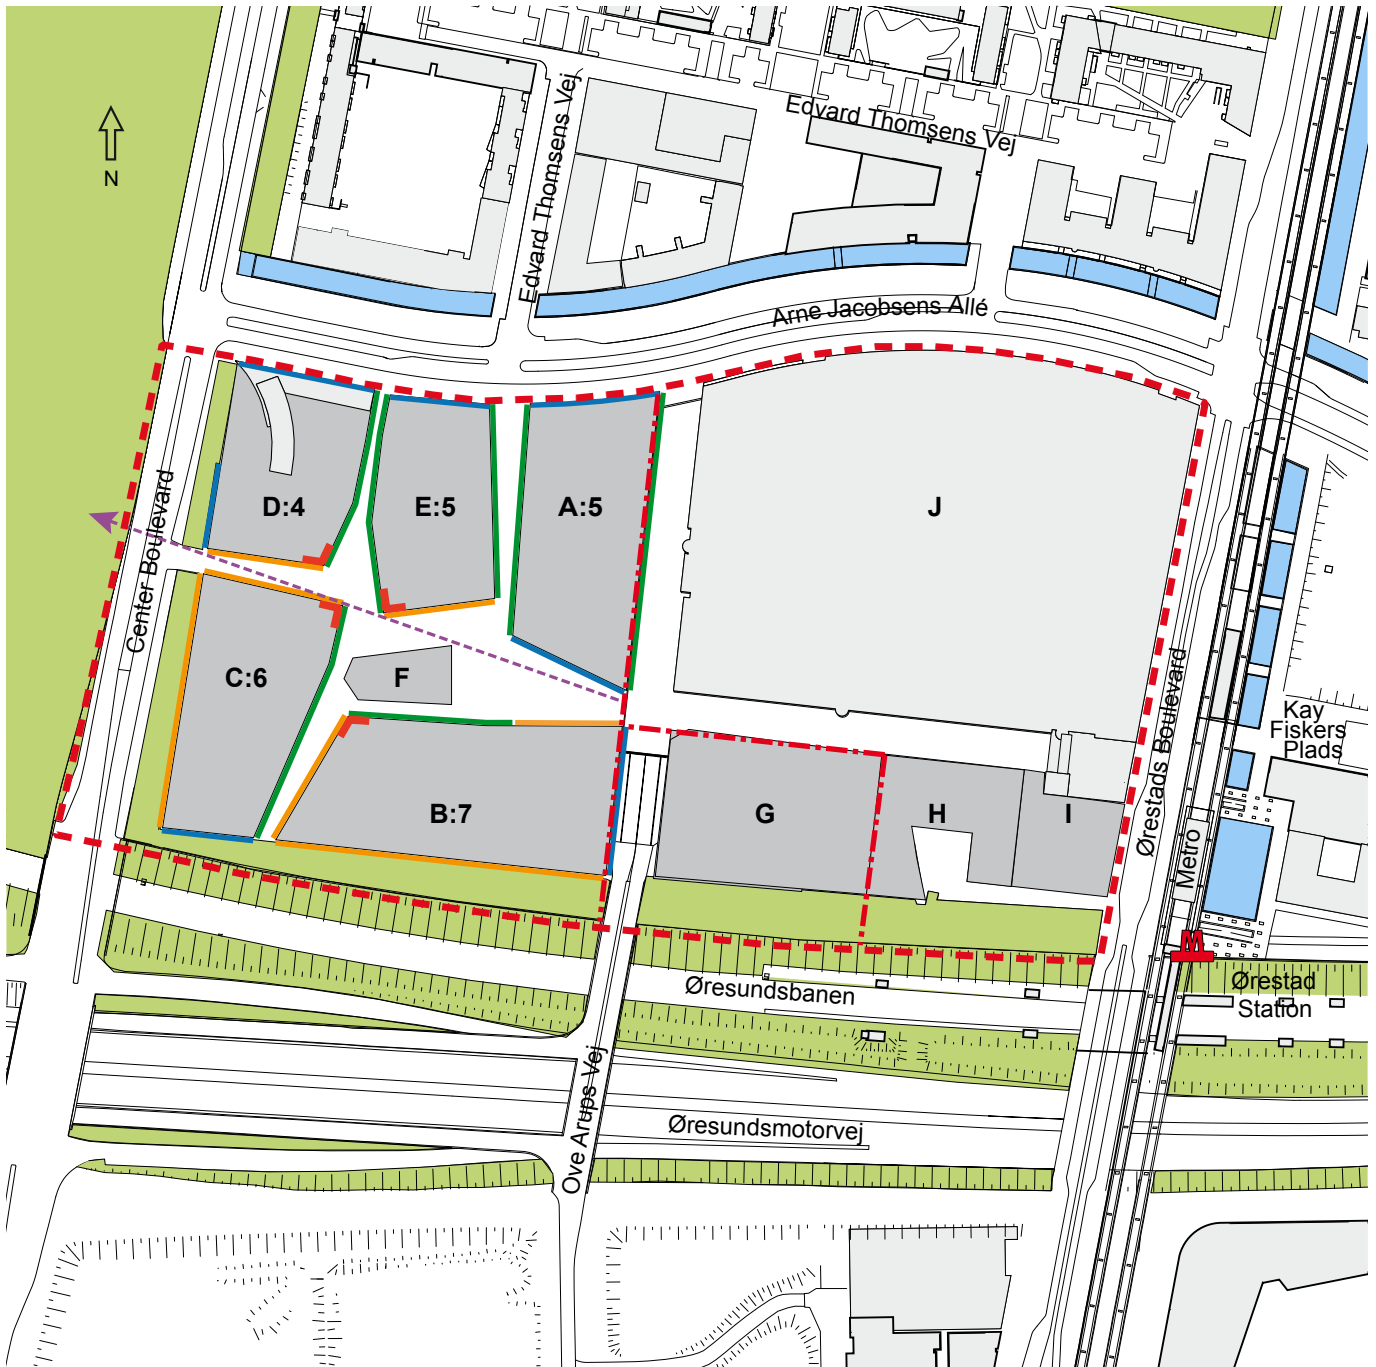 Edvard Thomsens Vej
Edvard Thomsens Vej
N
Arne Jacobsens Allé
D:4
E:5
A:5
J
Center Boulevard
C:6
F
Ørestads Boulevard
Kay
Fiskers
Plads
B:7
G
H
I
Metro
M
Øresundsbanen
Ørestad
Station
Ove Arups Vej
Øresundsmotorvej